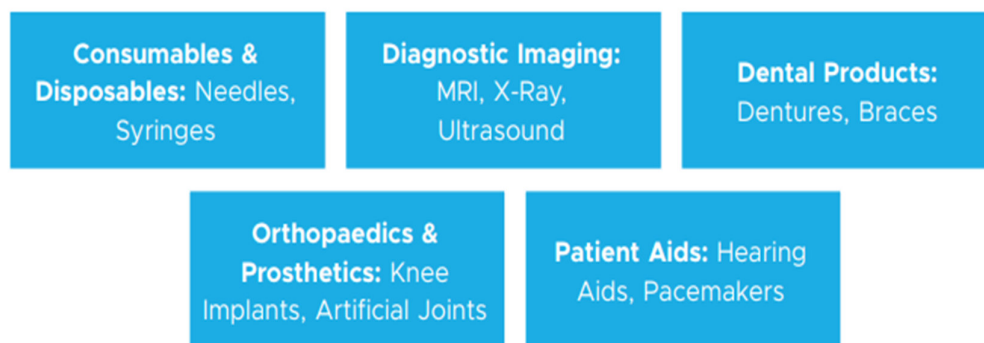 Consumables &
Disposables: Needles,
Syringes
Diagnostic Imaging:
MRI, X-Ray,
Ultrasound
Dental Products:
Dentures, Braces
Orthopaedics &
Prosthetics: Knee
Implants, Artificial Joints
Patient Aids: Hearing
Aids, Pacemakers